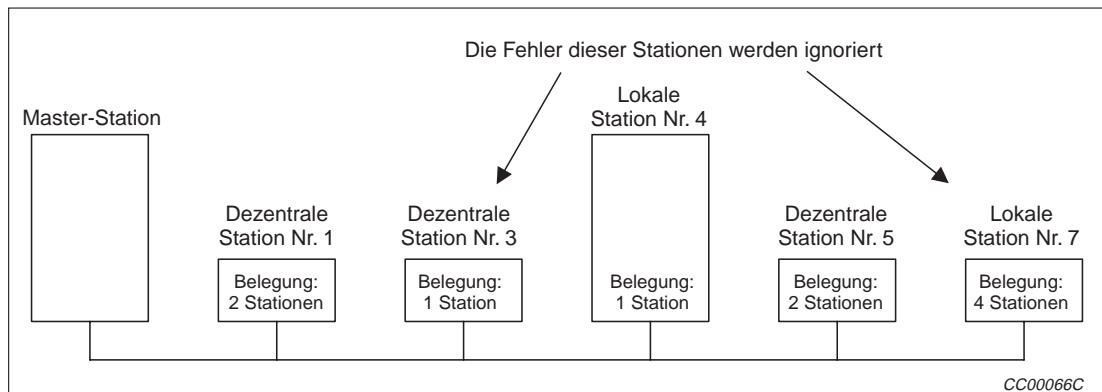 Die Fehler dieser Stationen werden ignoriert
Master-Station
Lokale
Station Nr. 4
Dezentrale
Station Nr. 1
Dezentrale
Station Nr. 3
Dezentrale
Station Nr. 5
Lokale
Station Nr. 7
Belegung:
2 Stationen
Belegung:
1 Station
Belegung:
1 Station
Belegung:
2 Stationen
Belegung:
4 Stationen
CC00066C